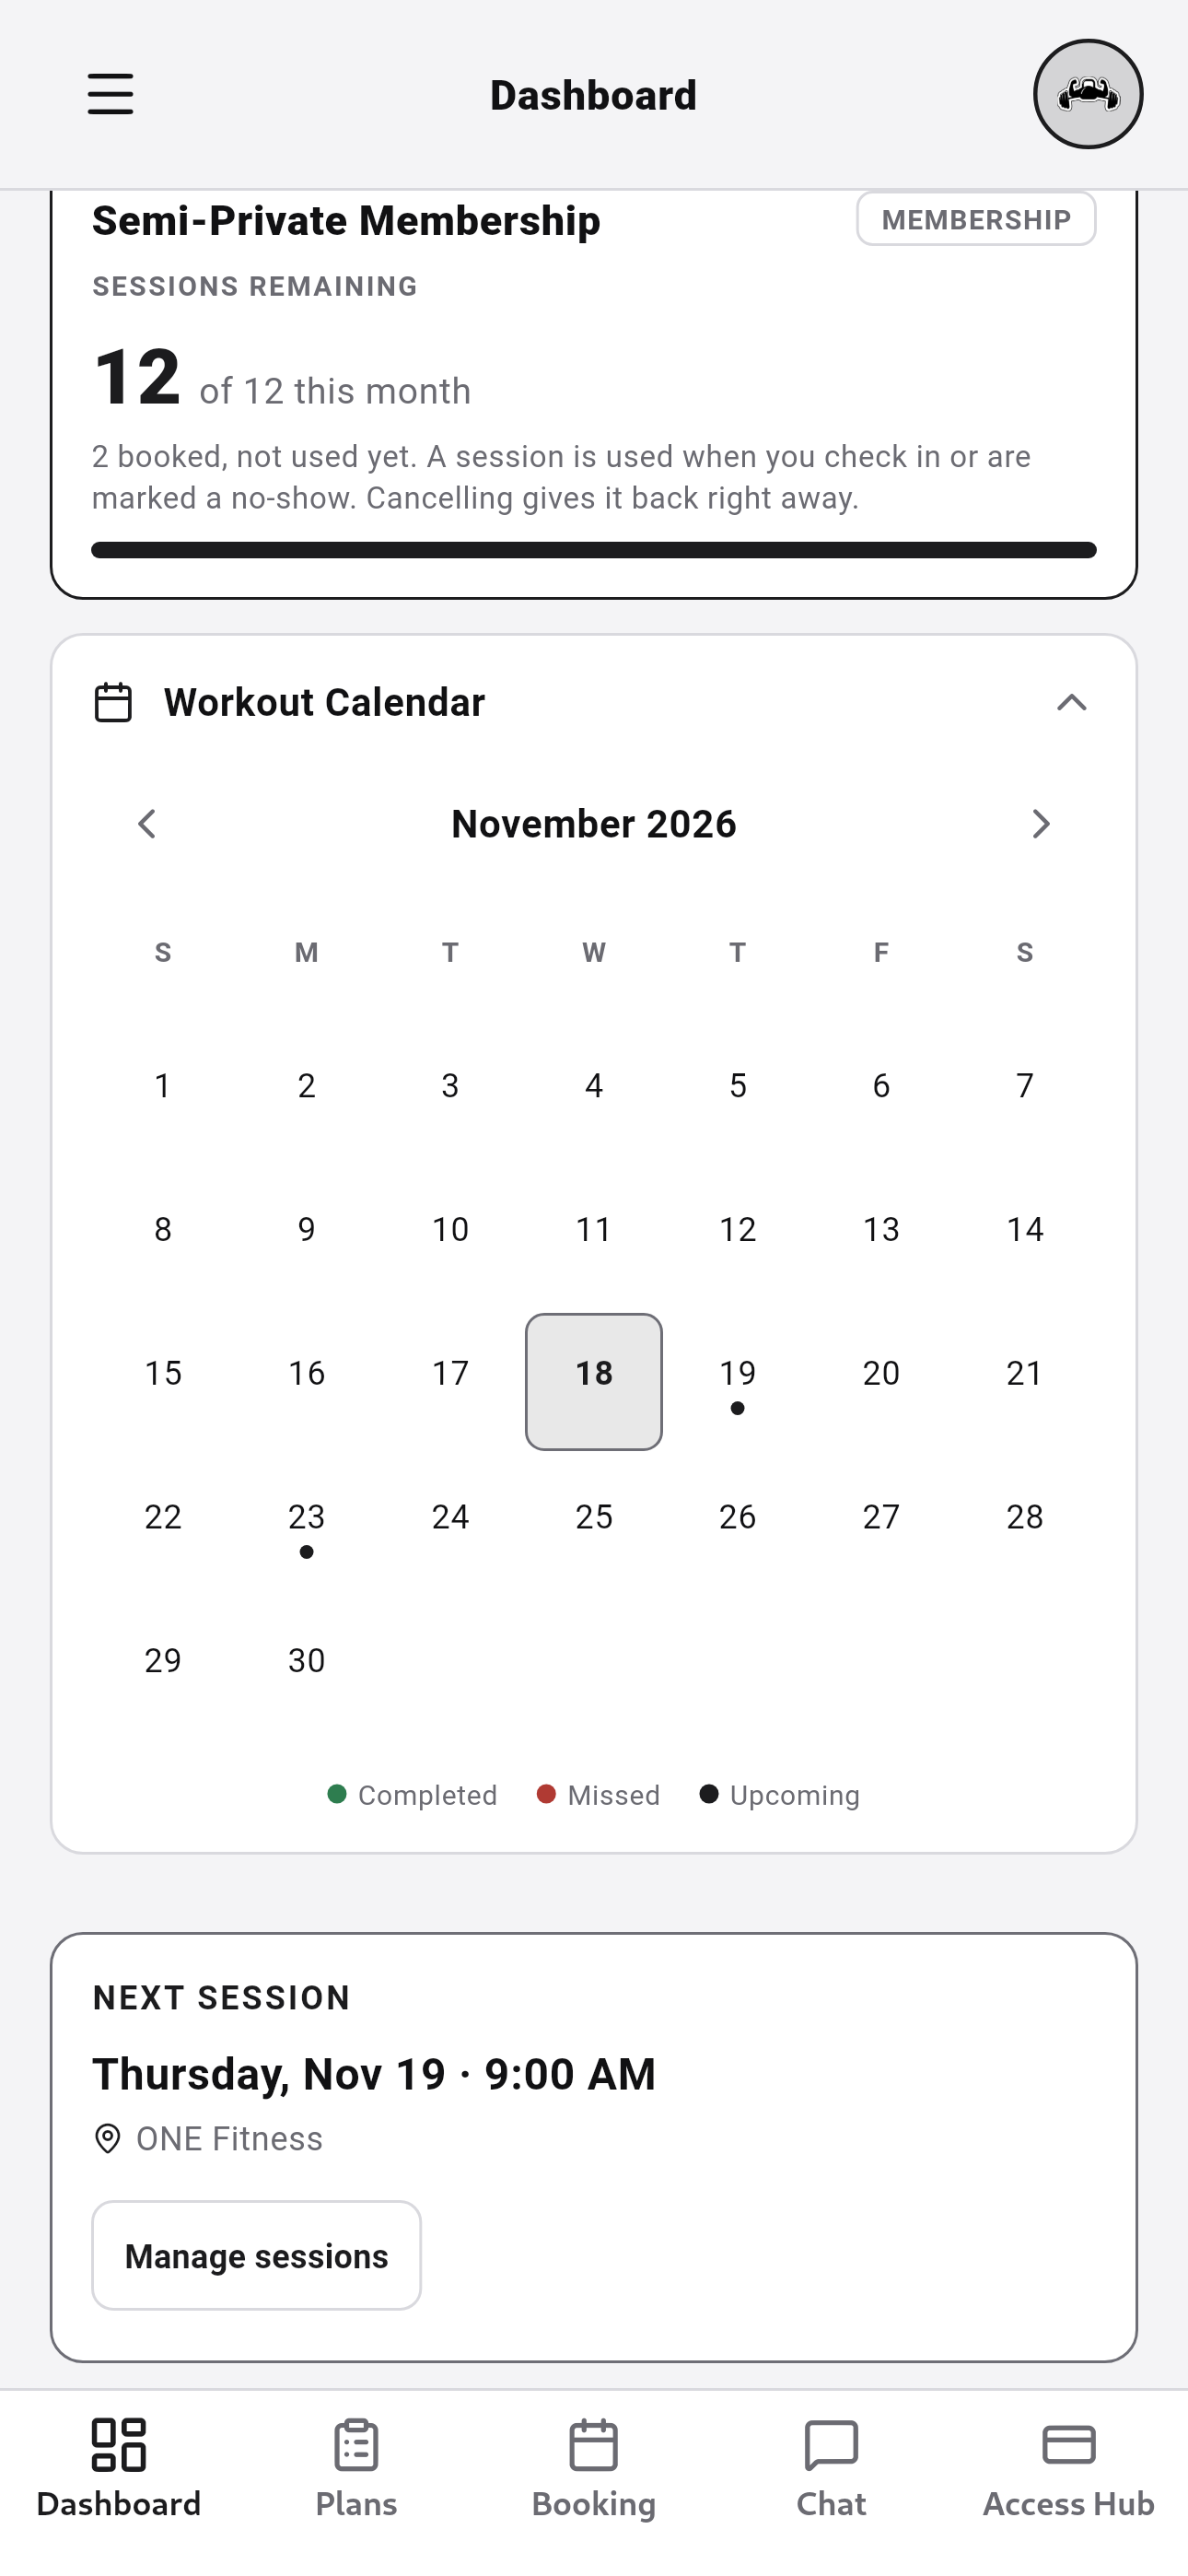 Dashboard
Semi-Private Membership
MEMBERSHIP
SESSIONS REMAINING
12 of 12 this month
2 booked, not used yet. A session is used when you check in or are
marked a no-show. Cancelling gives it back right away.
Workout Calendar
November 2026
S M T W T F S
1 2 3 4 5 6 7
8 9 10 11 12 13 14
15 16 17 18 19 20 21
22 23 24 25 26 27 28
29 30
Completed Missed Upcoming
NEXT SESSION
Thursday, Nov 19 · 9:00 AM
ONE Fitness
Manage sessions
Dashboard Plans Booking Chat Access Hub